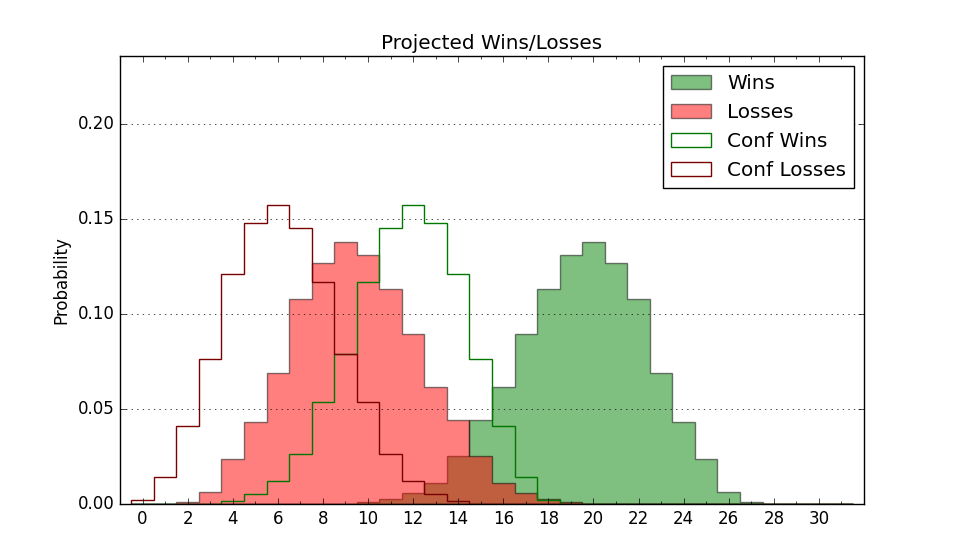 Projected Wins/Losses
Wins
Losses
Conf Wins
Conf Losses
Probability
0.20
0.15
0.10
0.05
0.00
0 2 4 6 8 10 12 14 16 18 20 22 24 26 28 30